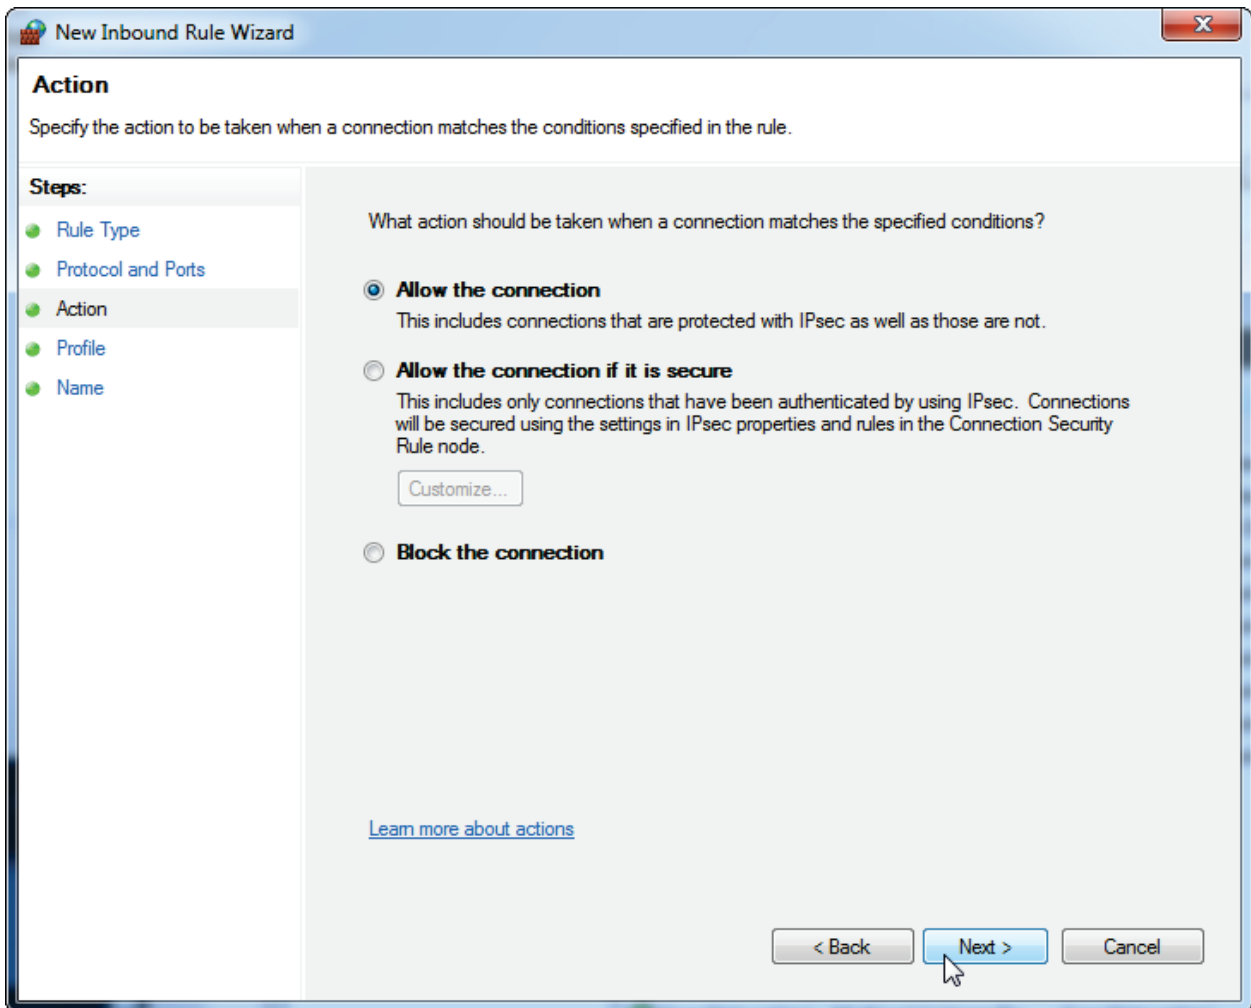 New Inbound Rule Wizard
X
Action
Specify the action to be taken when a connection matches the conditions specified in the rule.
Steps:
Rule Type
Protocol and Ports
Action
Profile
Name
What action should be taken when a connection matches the specified conditions?
Allow the connection
This includes connections that are protected with IPsec as well as those are not.
Allow the connection if it is secure
This includes only connections that have been authenticated by using IPsec. Connections
will be secured using the settings in IPsec properties and rules in the Connection Security
Rule node.
Customize...
Block the connection
Learn more about actions
< Back
Next >
Cancel